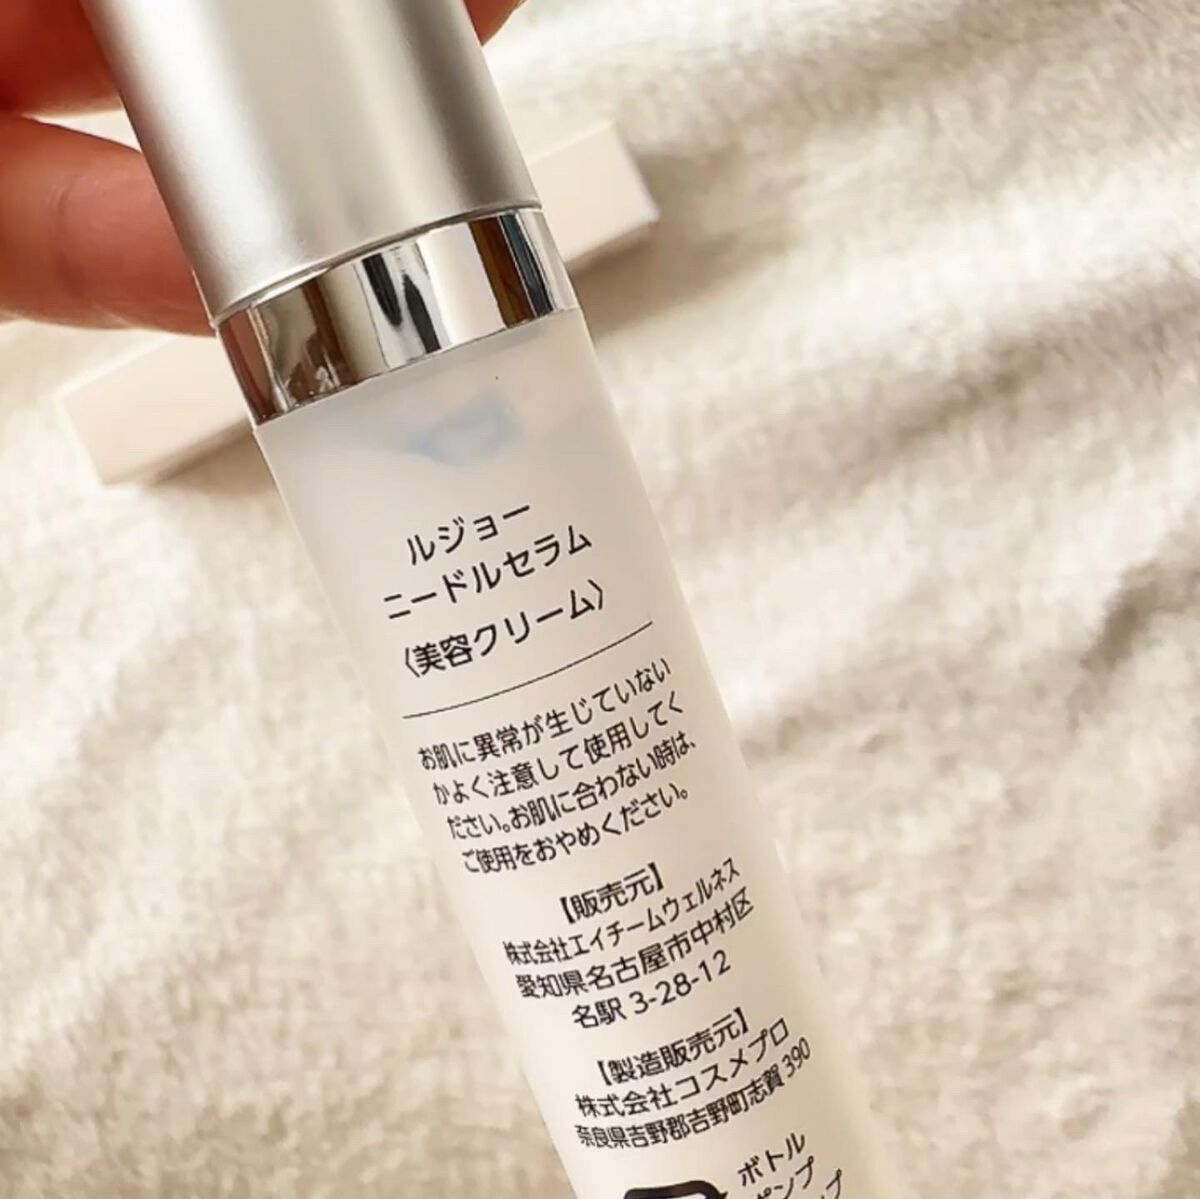 ルジョー
ニードルセラム
〈美容クリーム〉
お肌に異常が生じていない
かよく注意して使用してく
ださい。お肌に合わない時は、
ご使用をおやめください。
【販売元】
株式会社エイチームウェルネス
愛知県名古屋市中村区
名駅 3-28-12
【製造販売元】
株式会社コスメプロ
奈良県吉野郡吉野町志賀 390
ボトル
ポンプ